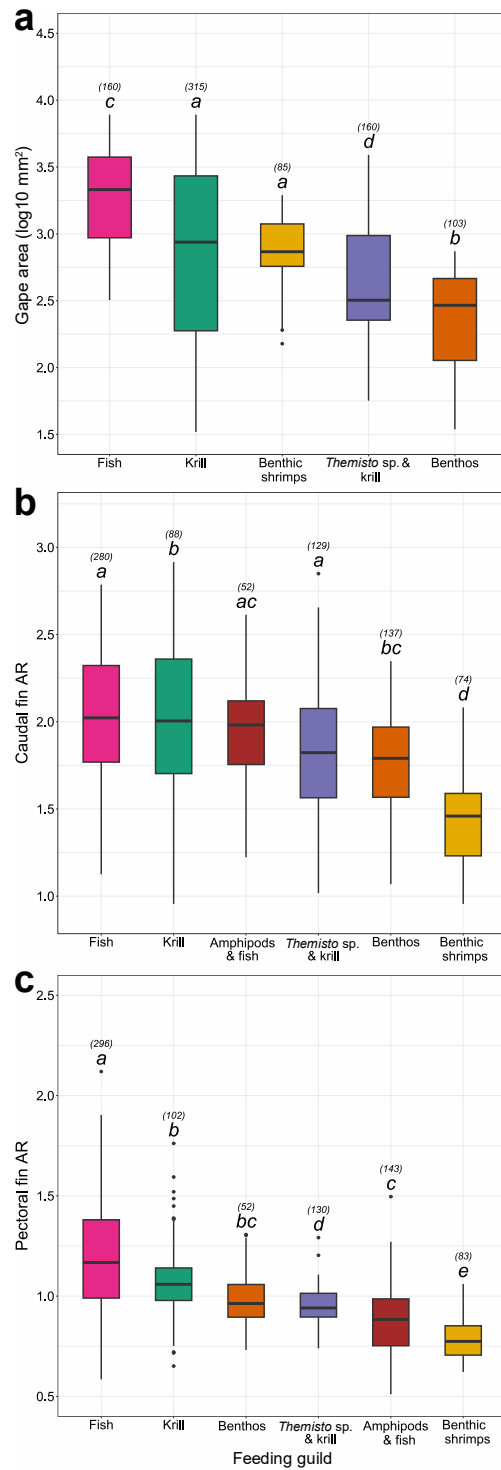 a
Gape area (log10 mm²)
4.5
4.0
3.5
3.0
2.5
2.0
1.5
(160)
c
(315)
a
(85)
a
(160)
d
(103)
b
Fish
Krill
Benthic
shrimps
Themisto sp. &
krill
Benthos
b
Caudal fin AR
3.0
2.5
2.0
1.5
1.0
(280)
a
(88)
b
(52)
ac
(129)
a
(137)
bc
(74)
d
Fish
Krill
Amphipods
& fish
Themisto sp.
& krill
Benthos
Benthic
shrimps
c
Pectoral fin AR
2.5
2.0
1.5
1.0
0.5
(296)
a
(102)
b
(52)
bc
(130)
d
(143)
c
(83)
e
Fish
Krill
Benthos
Themisto sp.
& krill
Amphipods
& fish
Benthic
shrimps
Feeding guild